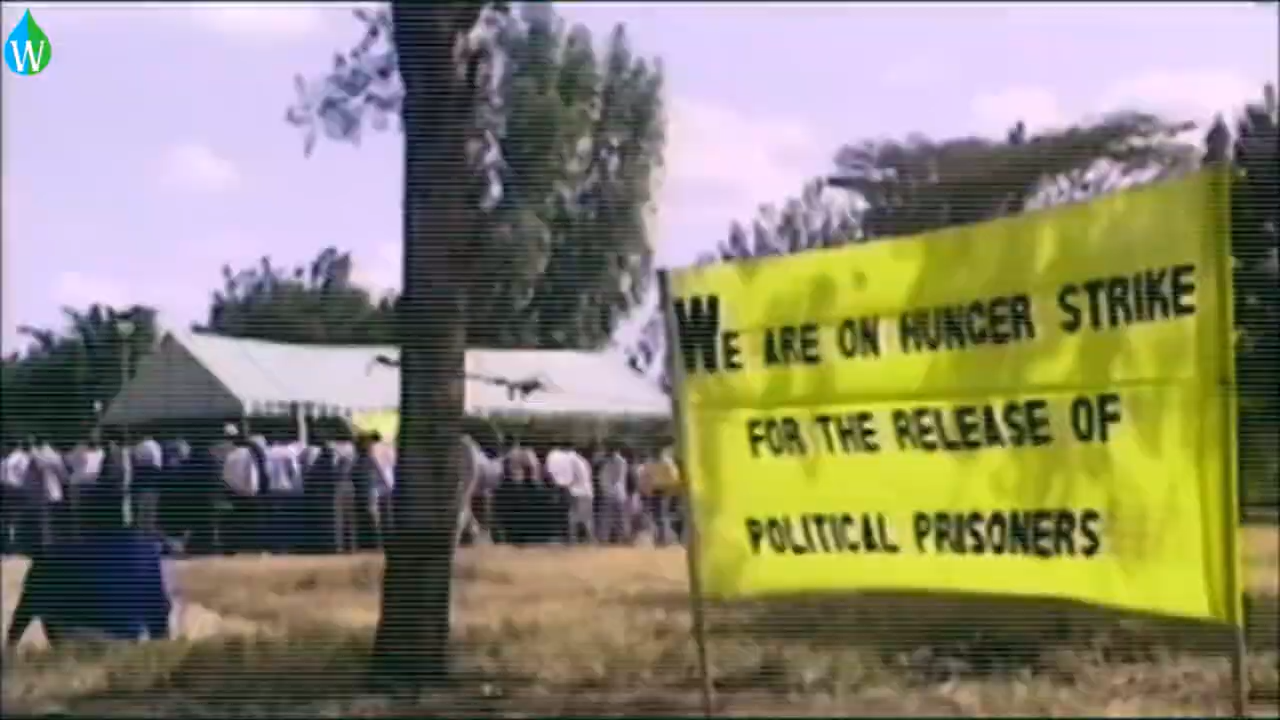 W
WE ARE ON HUNGER STRIKE
FOR THE RELEASE OF
POLITICAL PRISONERS